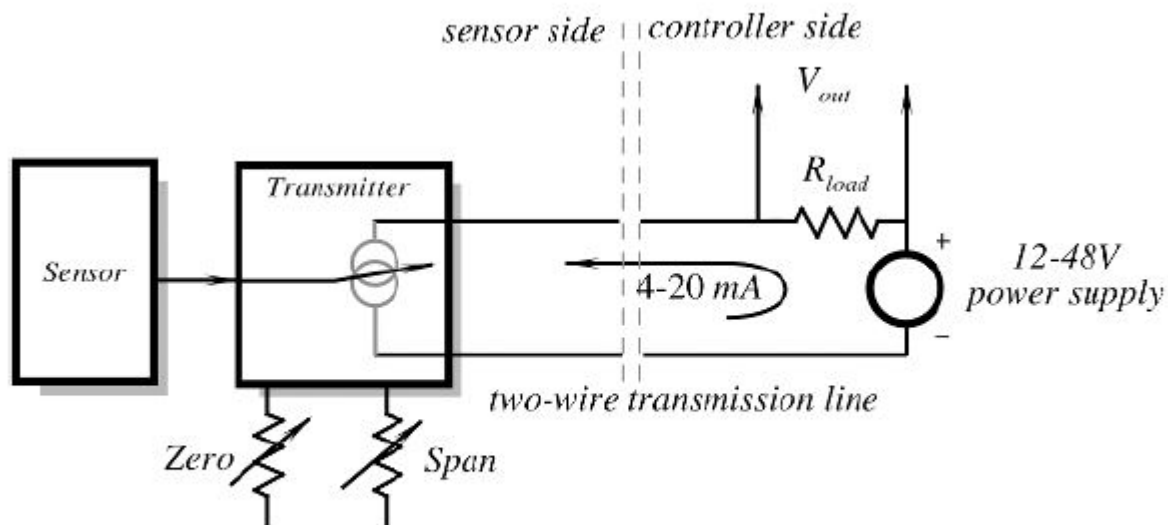 sensor side
controller side
V_out
R_load
Transmitter
Sensor
+
12-48V
power supply
4-20 mA
−
two-wire transmission line
Zero
Span